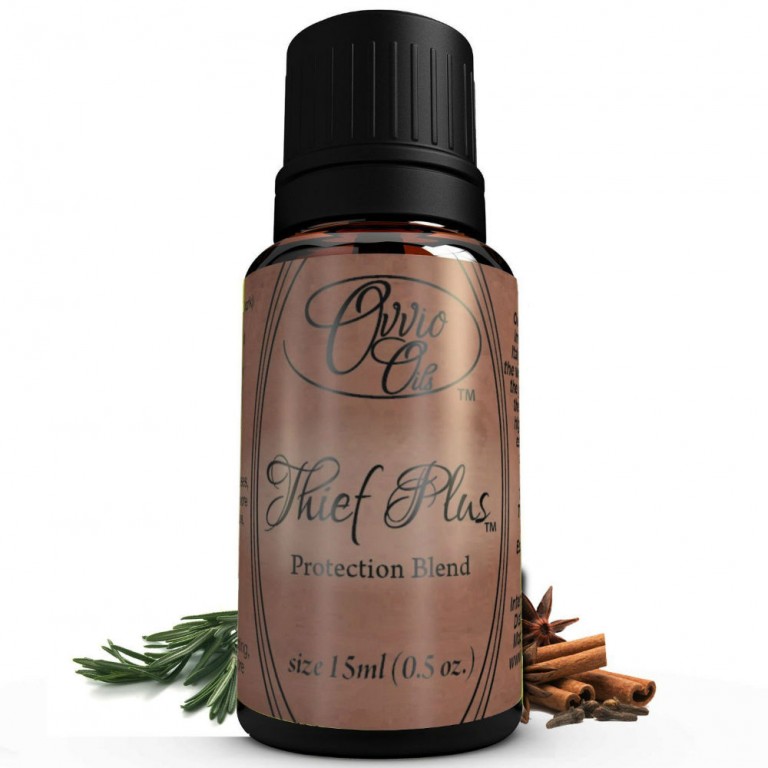 Ovvio
Oils
TM
Thief Plus
TM
Protection Blend
size 15ml (0.5 oz.)